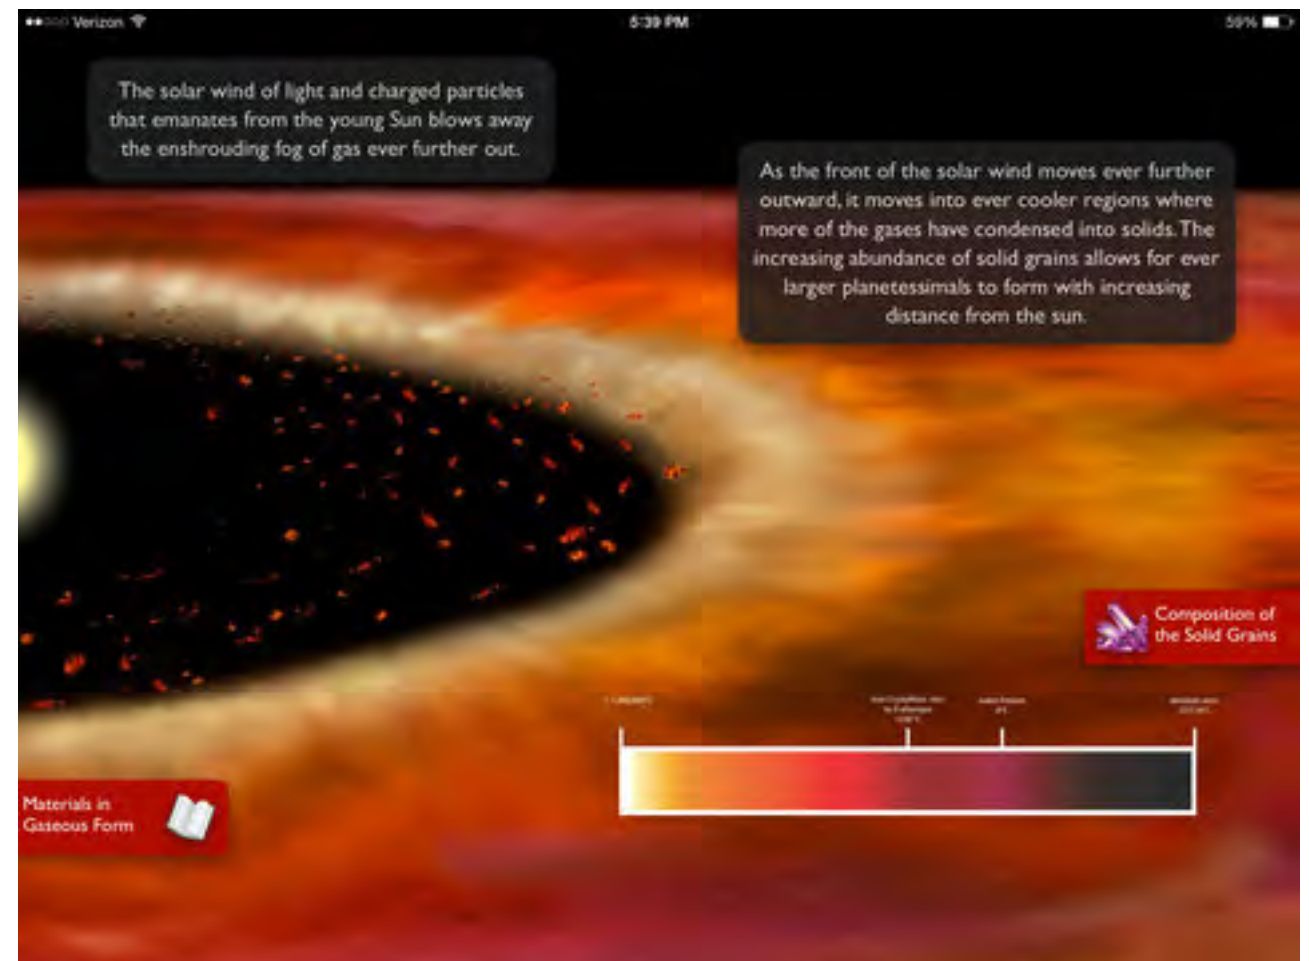 Verizon
5:39 PM
59%
The solar wind of light and charged particles
that emanates from the young Sun blows away
the enshrouding fog of gas ever further out.
As the front of the solar wind moves ever further
outward, it moves into ever cooler regions where
more of the gases have condensed into solids. The
increasing abundance of solid grains allows for ever
larger planetessimals to form with increasing
distance from the sun.
Composition of
the Solid Grains
Materials in
Gaseous Form